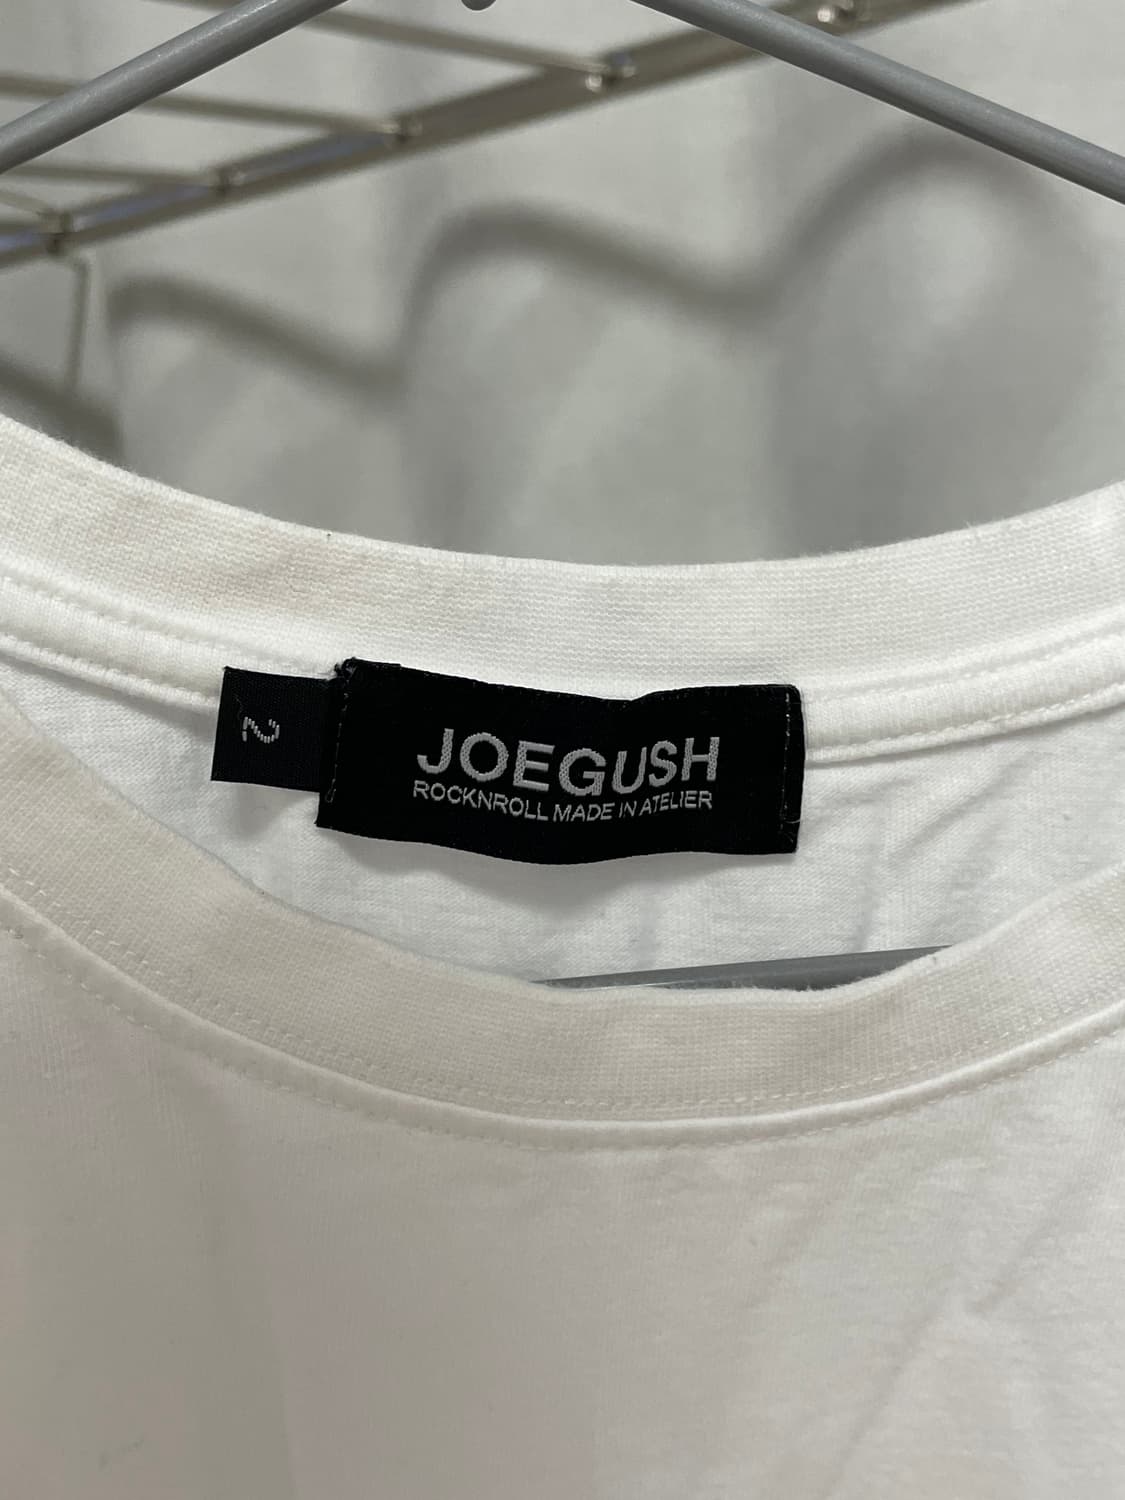 2
JOEGUSH
ROCKNROLL MADE IN ATELIER